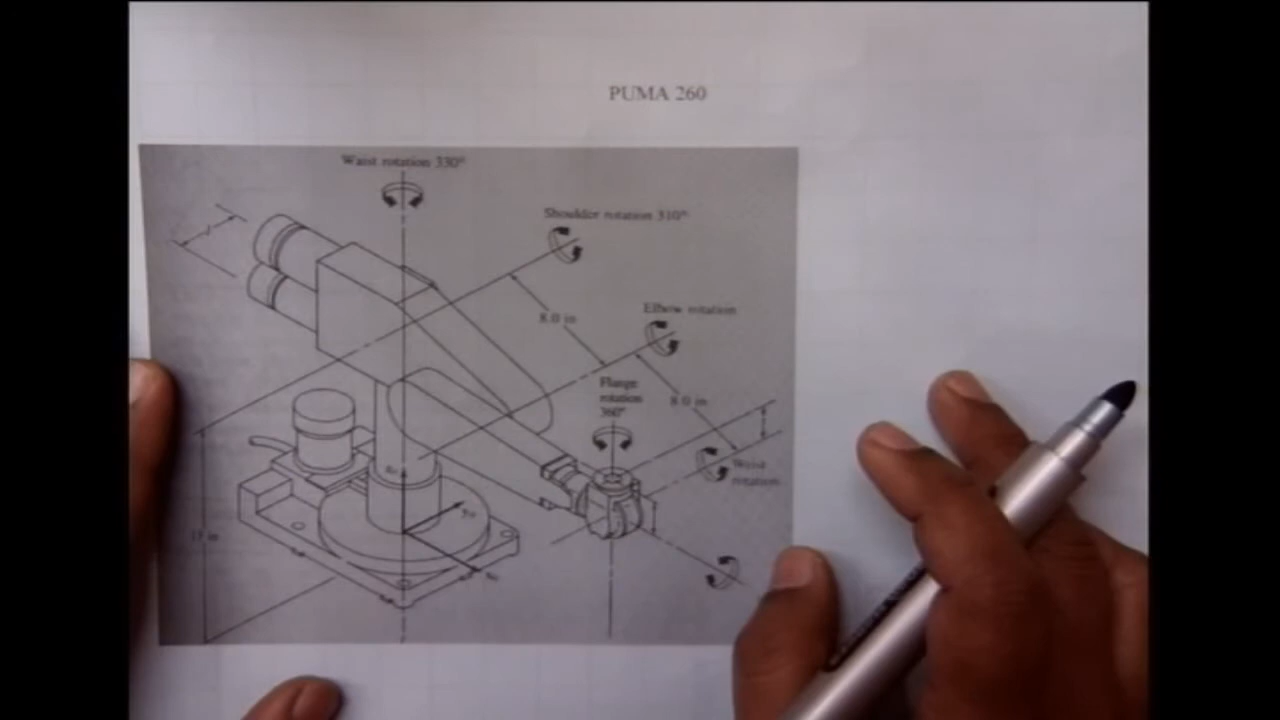 PUMA 260
Waist rotation 330°
Shoulder rotation 310°
8.0 in
Elbow rotation
Flange
rotation
360°
8.0 in
rotation